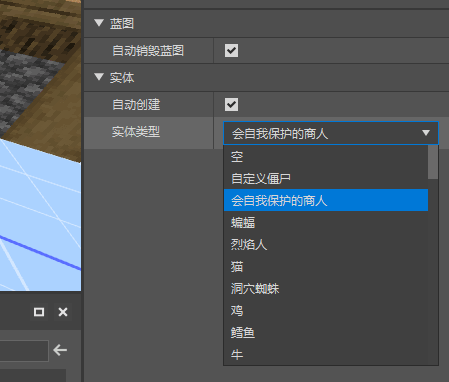 蓝图
自动销毁蓝图
实体
自动创建
实体类型
会自我保护的商人
空
自定义僵尸
会自我保护的商人
蝙蝠
烈焰人
猫
洞穴蜘蛛
鸡
鳕鱼
牛